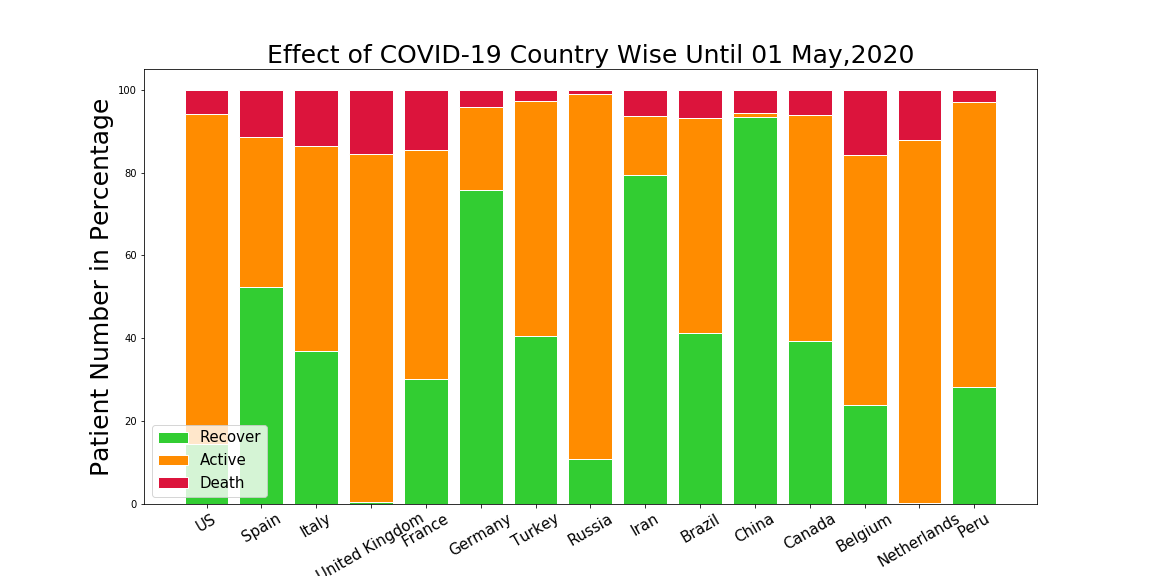 Effect of COVID-19 Country Wise Until 01 May,2020
Patient Number in Percentage
100
80
60
40
20
0
Recover
Active
Death
US
Spain
Italy
United Kingdom
France
Germany
Turkey
Russia
Iran
Brazil
China
Canada
Belgium
Netherlands
Peru